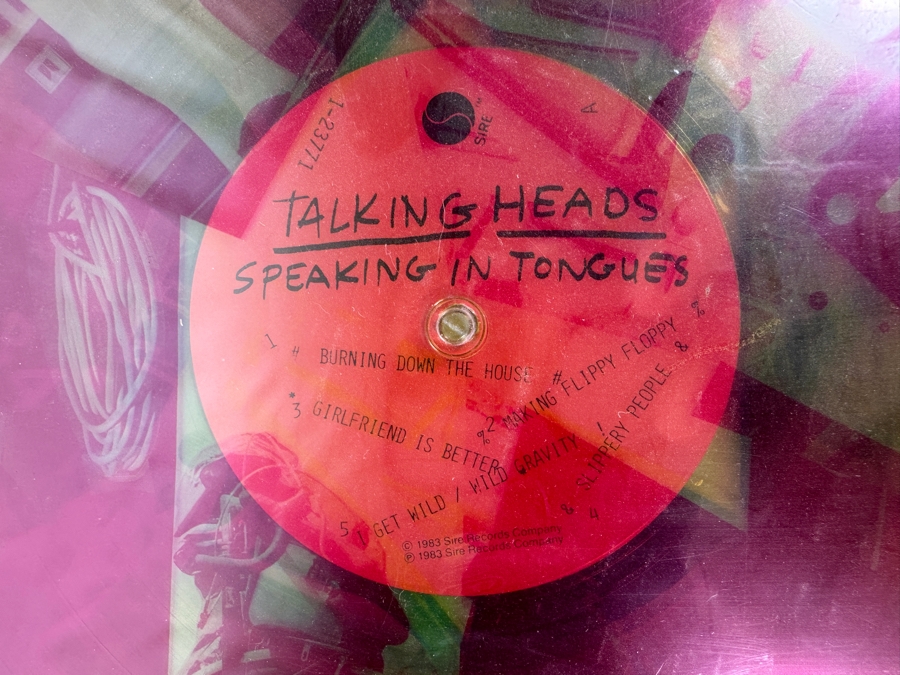 SIRE™
A
1-23771
TALKING HEADS
SPEAKING IN TONGUES
1 # BURNING DOWN THE HOUSE #
% 2 MAKING FLIPPY FLOPPY %
*3 GIRLFRIEND IS BETTER
& 4 SLIPPERY PEOPLE &
5 ! GET WILD / WILD GRAVITY !
© 1983 Sire Records Company
℗ 1983 Sire Records Company